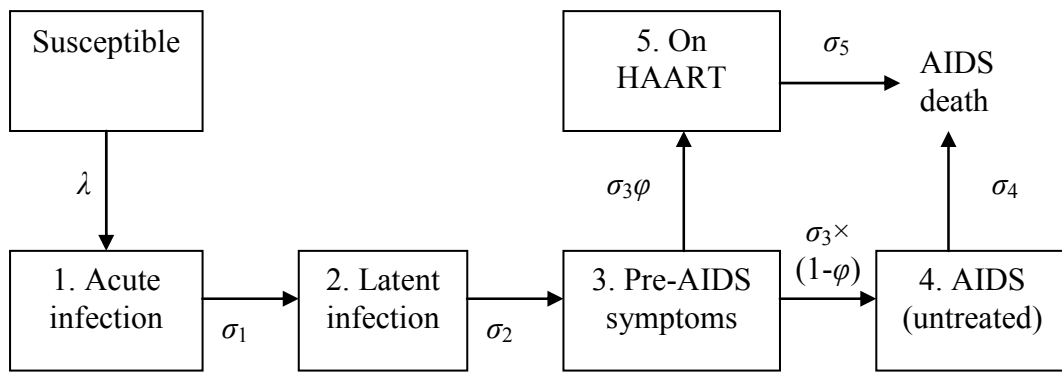 Susceptible
5. On
HAART
σ5
AIDS
death
λ
σ3φ
σ4
σ3×
(1-φ)
1. Acute
infection
σ1
2. Latent
infection
σ2
3. Pre-AIDS
symptoms
4. AIDS
(untreated)